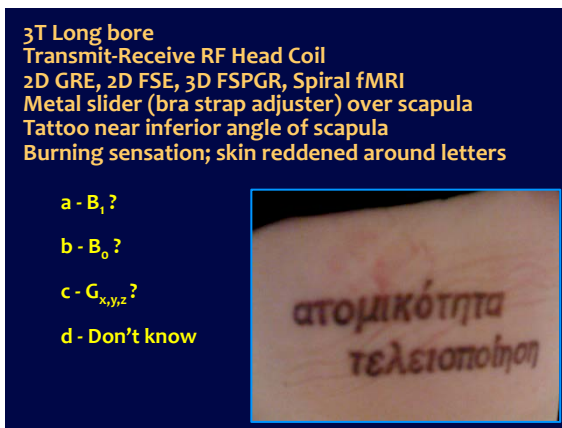 3T Long bore
Transmit-Receive RF Head Coil
2D GRE, 2D FSE, 3D FSPGR, Spiral fMRI
Metal slider (bra strap adjuster) over scapula
Tattoo near inferior angle of scapula
Burning sensation; skin reddened around letters
a - B₁ ?
b - B₀ ?
c - Gₓ,ᵧ,𝓏 ?
d - Don’t know
ατομικότητα
τελειοποίηση